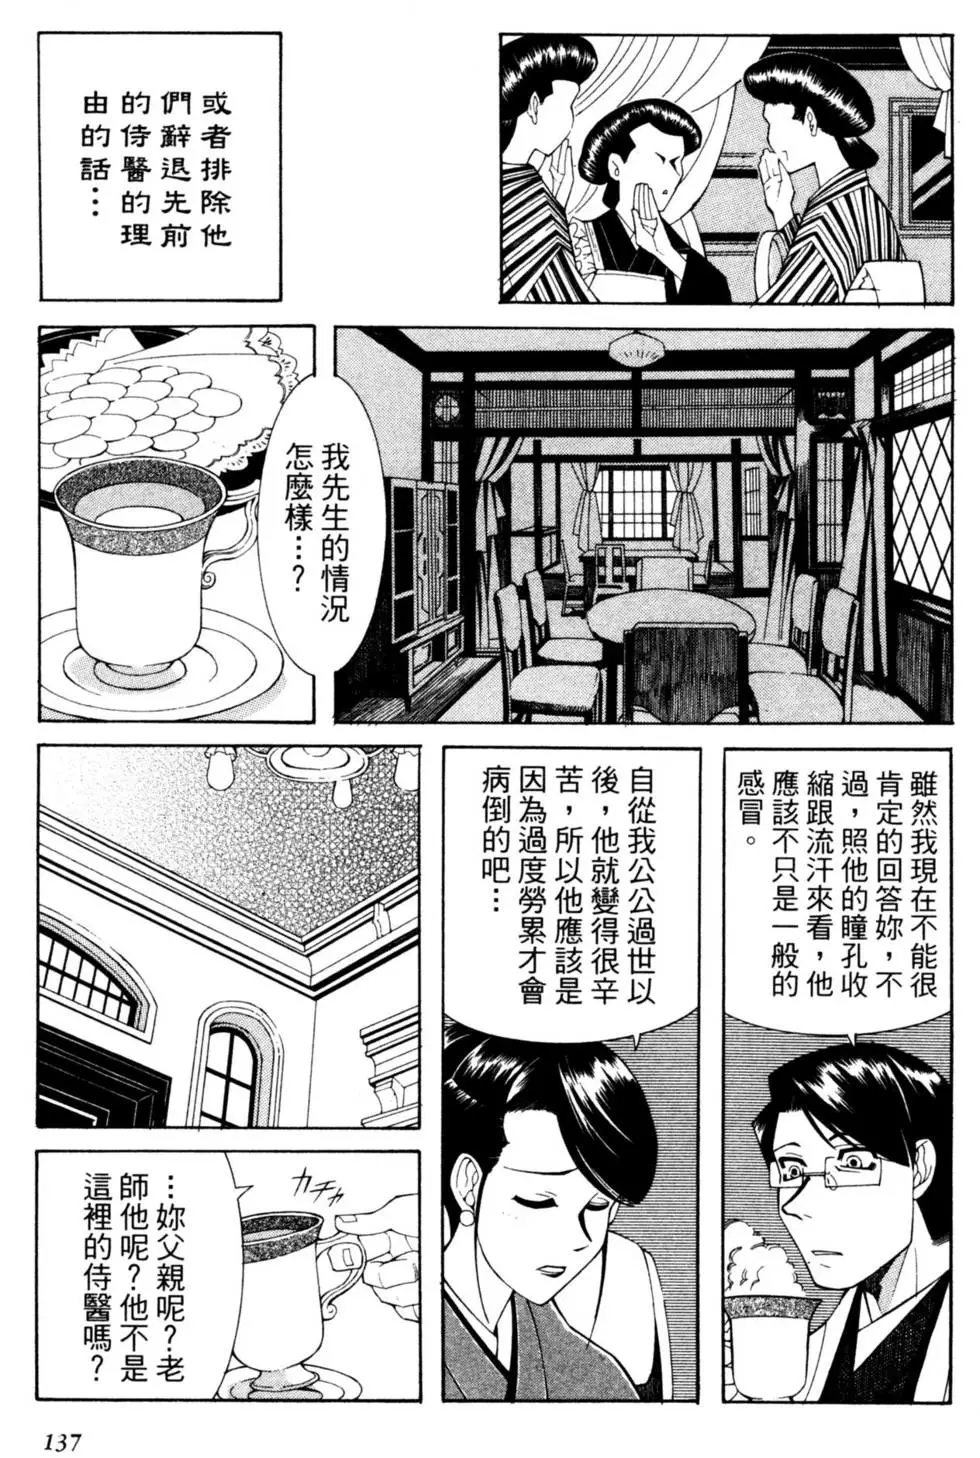 或者排除他
們辭退先前
的侍醫的理
由的話…
我先生的情況
怎麼樣…？
雖然我現在不能很
肯定的回答妳，不
過，照他的瞳孔收
縮跟流汗來看，他
應該不只是一般的
感冒。
自從我公公過世以
後，他就變得很辛
苦，所以他應該是
因為過度勞累才會
病倒的吧…
カチャ
…妳父親呢？老
師他呢？他不是
這裡的侍醫嗎？
137